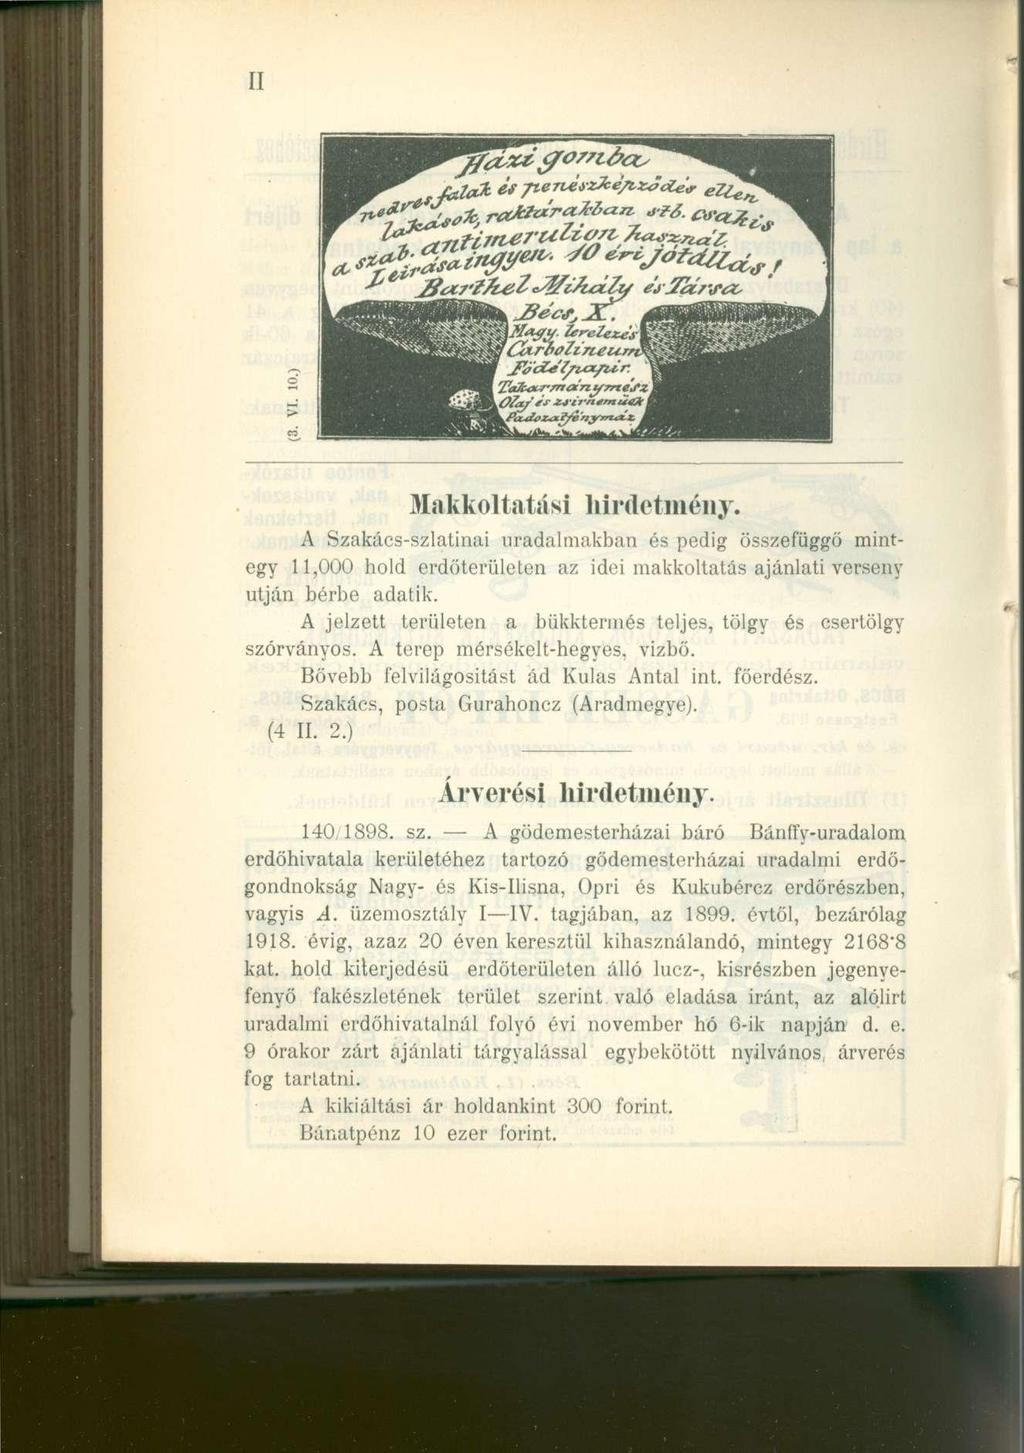 II
Házi gomba
nedves falak és penészképződés ellen
lakások, raktárakban stb. csakis
a szab. antimerulion használ.
Leirása ingyen. 10 évi jótállás!
Barthel Mihály és Társa
Bécs, X.
Magy. levelezés
Carbolineum
Födélpapir.
Takarmánymész
Olaj és zsirnemüek
Padozatfénymáz
(3. VI. 10.)
Makkoltatási hirdetmény.
A Szakács-szlatinai uradalmakban és pedig összefüggő mint-
egy 11,000 hold erdőterületen az idei makkoltatás ajánlati verseny
utján bérbe adatik.
A jelzett területen a bükktermés teljes, tölgy és csertölgy
szórványos. A terep mérsékelt-hegyes, vizbő.
Bővebb felvilágositást ád Kulas Antal int. főerdész.
Szakács, posta Gurahoncz (Aradmegye).
(4 II. 2.)
Árverési hirdetmény.
140/1898. sz. — A gödemesterházai báró Bánffy-uradalom
erdőhivatala kerületéhez tartozó gődemesterházai uradalmi erdő-
gondnokság Nagy- és Kis-Ilisna, Opri és Kukubércz erdőrészben,
vagyis A. üzemosztály I—IV. tagjában, az 1899. évtől, bezárólag
1918. évig, azaz 20 éven keresztül kihasználandó, mintegy 2168·8
kat. hold kiterjedésü erdőterületen álló lucz-, kisrészben jegenye-
fenyő fakészletének terület szerint való eladása iránt, az alólirt
uradalmi erdőhivatalnál folyó évi november hó 6-ik napján d. e.
9 órakor zárt ajánlati tárgyalással egybekötött nyilvános árverés
fog tartatni.
A kikiáltási ár holdankint 300 forint.
Bánatpénz 10 ezer forint.